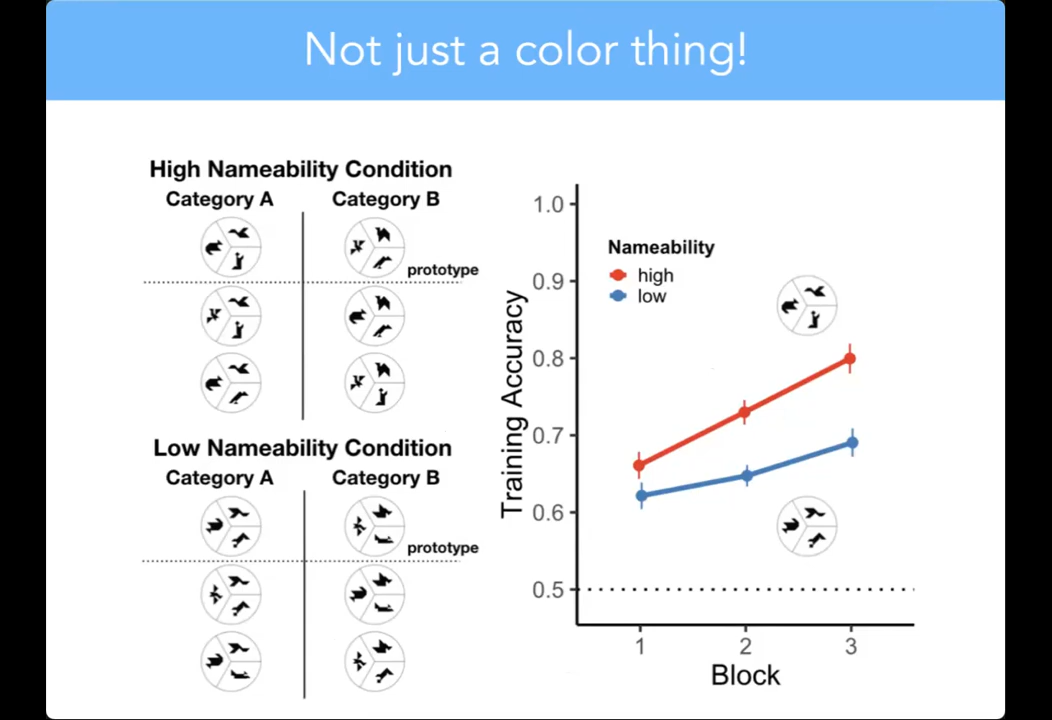 Not just a color thing!
High Nameability Condition
Category A
Category B
prototype
Low Nameability Condition
Category A
Category B
prototype
Training Accuracy
1.0
0.9
0.8
0.7
0.6
0.5
Nameability
high
low
1
2
3
Block